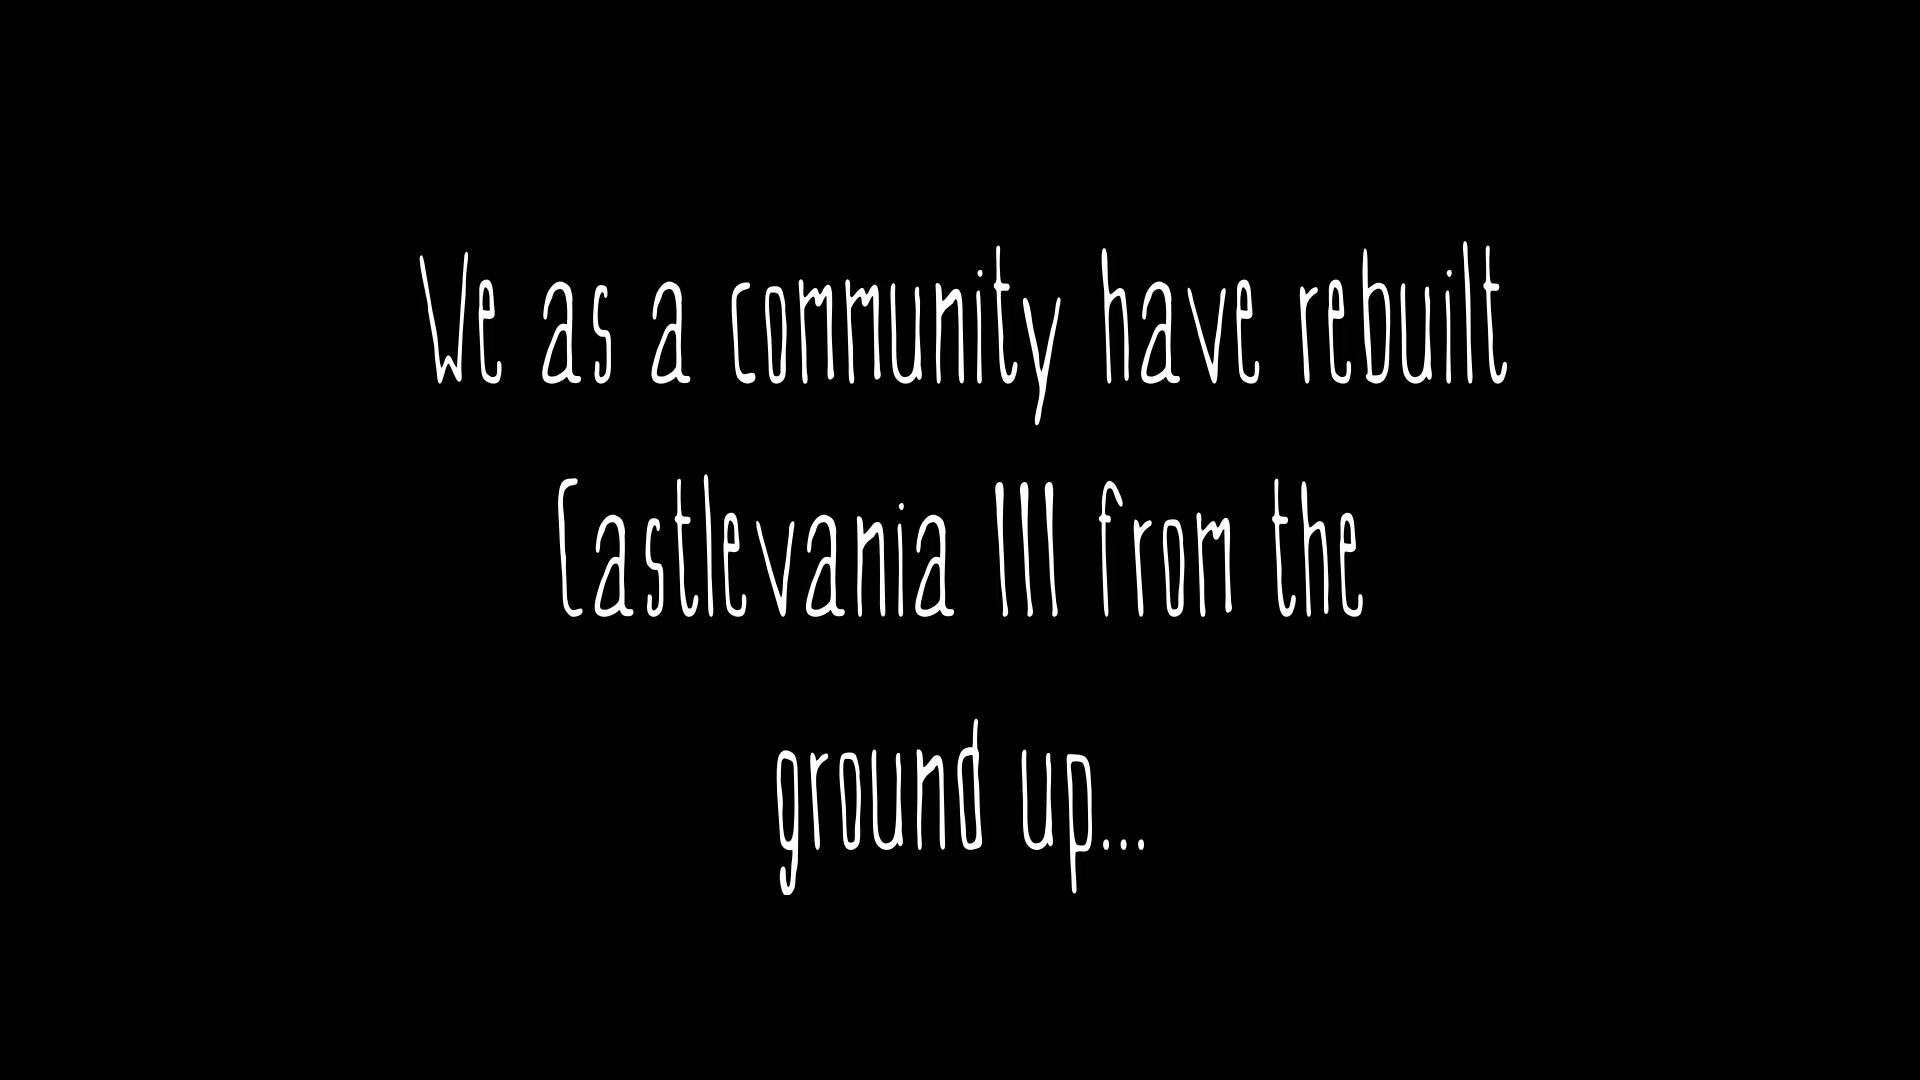 We as a community have rebuilt
Castlevania III from the
ground up...